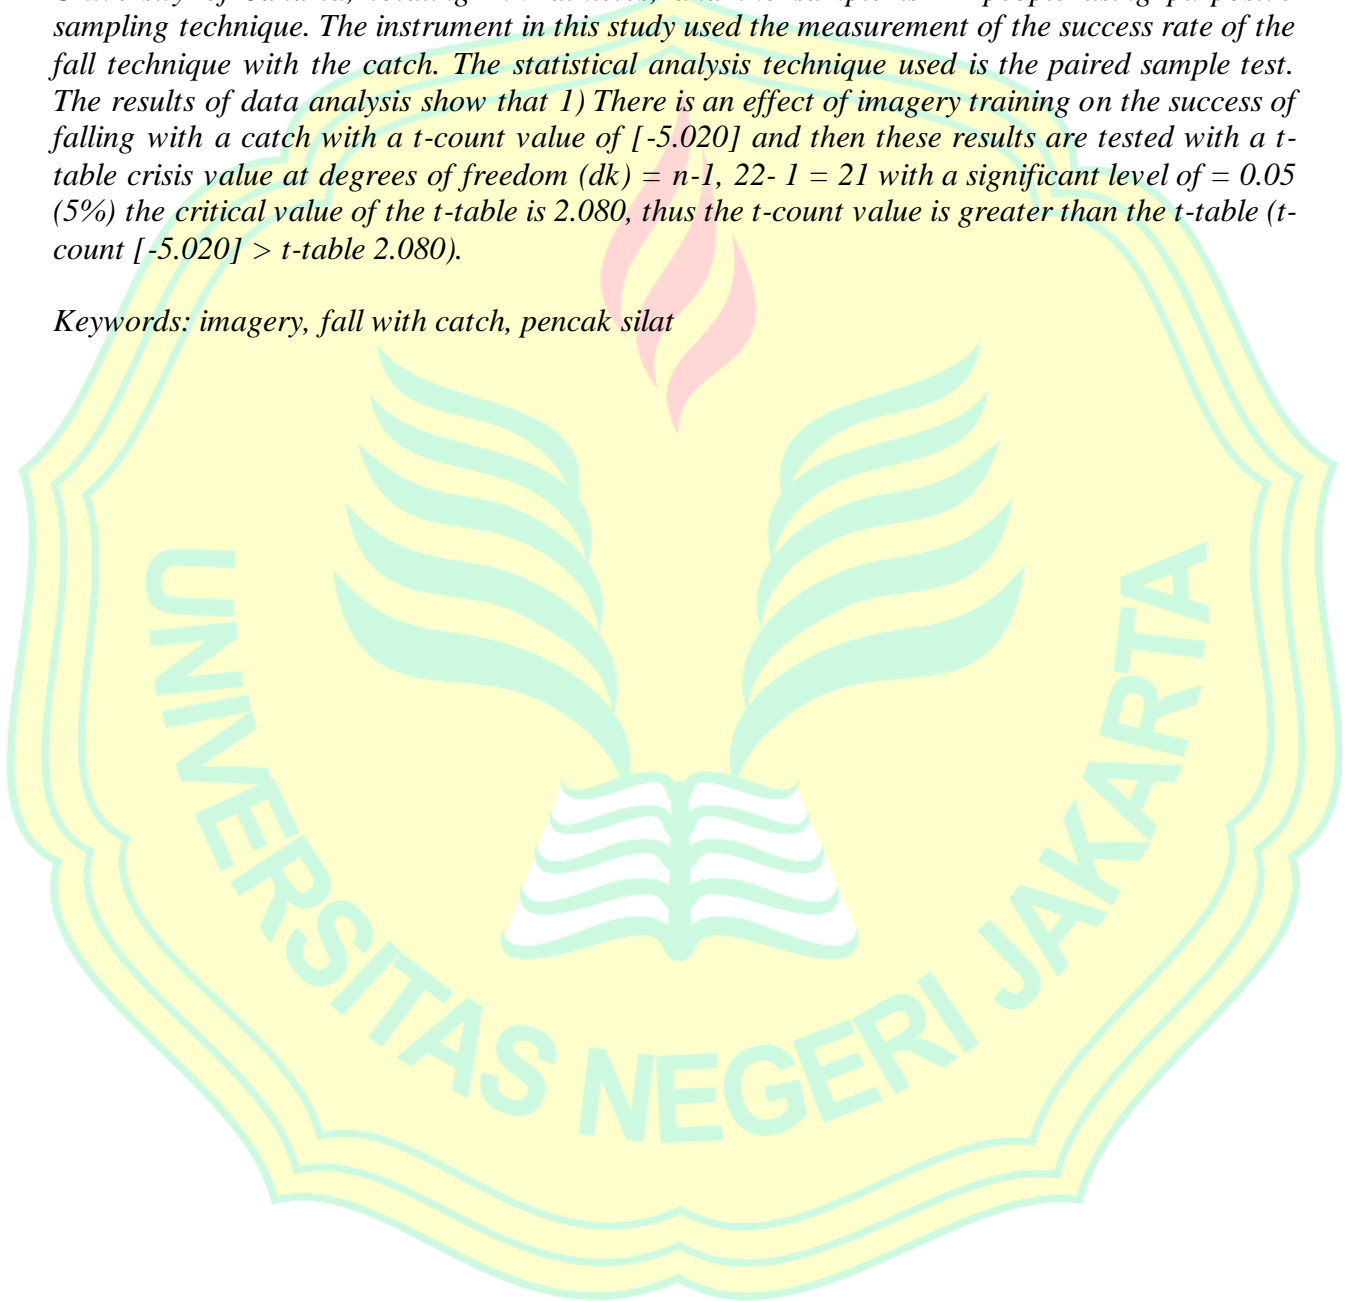 sampling technique. The instrument in this study used the measurement of the success rate of the
fall technique with the catch. The statistical analysis technique used is the paired sample test.
The results of data analysis show that 1) There is an effect of imagery training on the success of
falling with a catch with a t-count value of [-5.020] and then these results are tested with a t-
table crisis value at degrees of freedom (dk) = n-1, 22- 1 = 21 with a significant level of = 0.05
(5%) the critical value of the t-table is 2.080, thus the t-count value is greater than the t-table (t-
count [-5.020] > t-table 2.080).
Keywords: imagery, fall with catch, pencak silat
UNIVERSITAS NEGERI JAKARTA